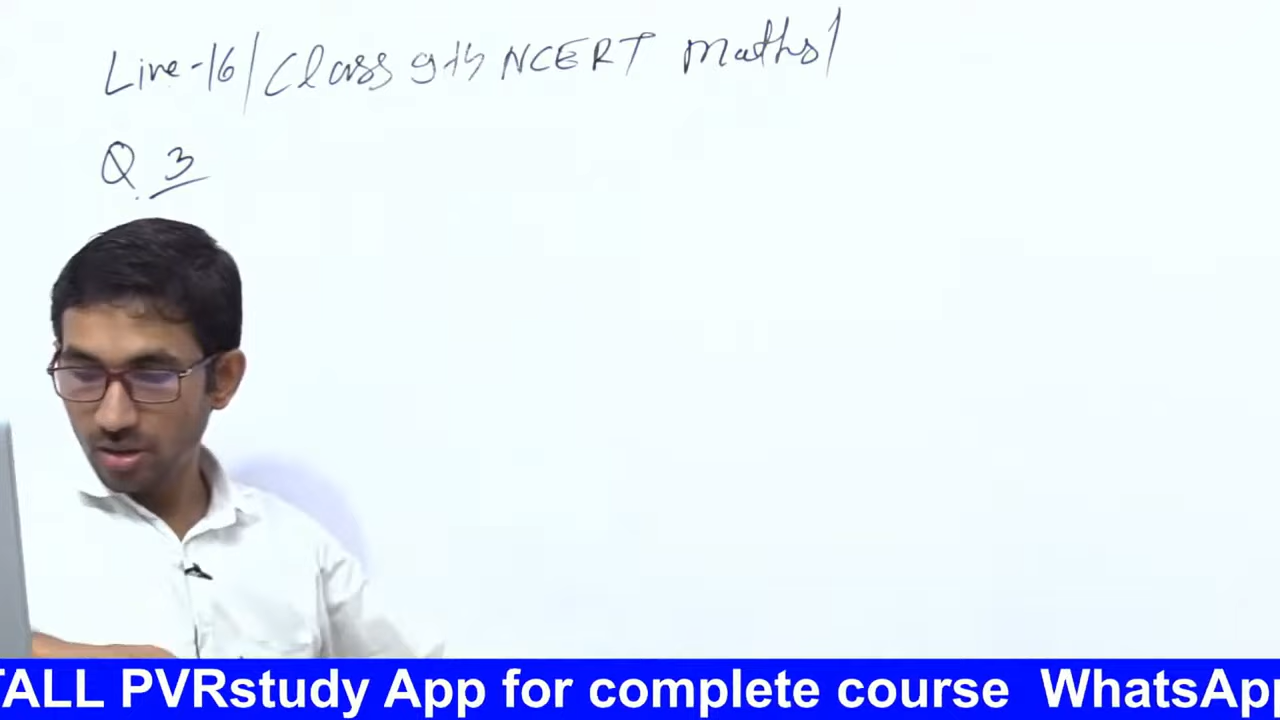 Live-16/Class 9th NCERT Maths/
Q.3
TALL PVRstudy App for complete course WhatsApp